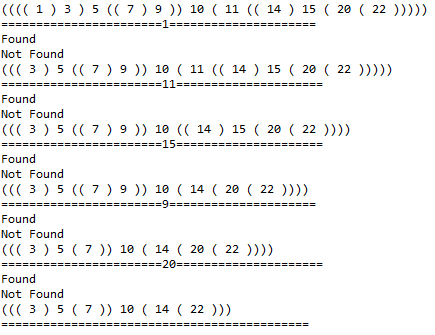 (((( 1 ) 3 ) 5 (( 7 ) 9 )) 10 ( 11 (( 14 ) 15 ( 20 ( 22 )))))
=======================1=====================
Found
Not Found
((( 3 ) 5 (( 7 ) 9 )) 10 ( 11 (( 14 ) 15 ( 20 ( 22 )))))
=======================11=====================
Found
Not Found
((( 3 ) 5 (( 7 ) 9 )) 10 (( 14 ) 15 ( 20 ( 22 ))))
=======================15=====================
Found
Not Found
((( 3 ) 5 (( 7 ) 9 )) 10 ( 14 ( 20 ( 22 ))))
=======================9=====================
Found
Not Found
((( 3 ) 5 ( 7 )) 10 ( 14 ( 20 ( 22 ))))
=======================20=====================
Found
Not Found
((( 3 ) 5 ( 7 )) 10 ( 14 ( 22 )))
============================================